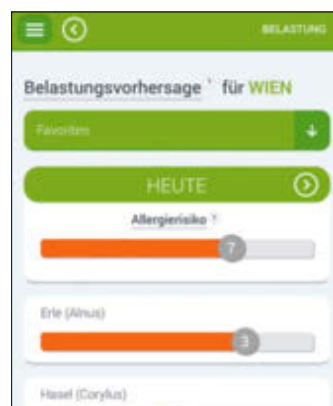 BELASTUNG
Belastungsvorhersage ? für WIEN
Favoriten
HEUTE
Allergierisiko ?
7
Erle (Alnus)
3
Hasel (Corylus)